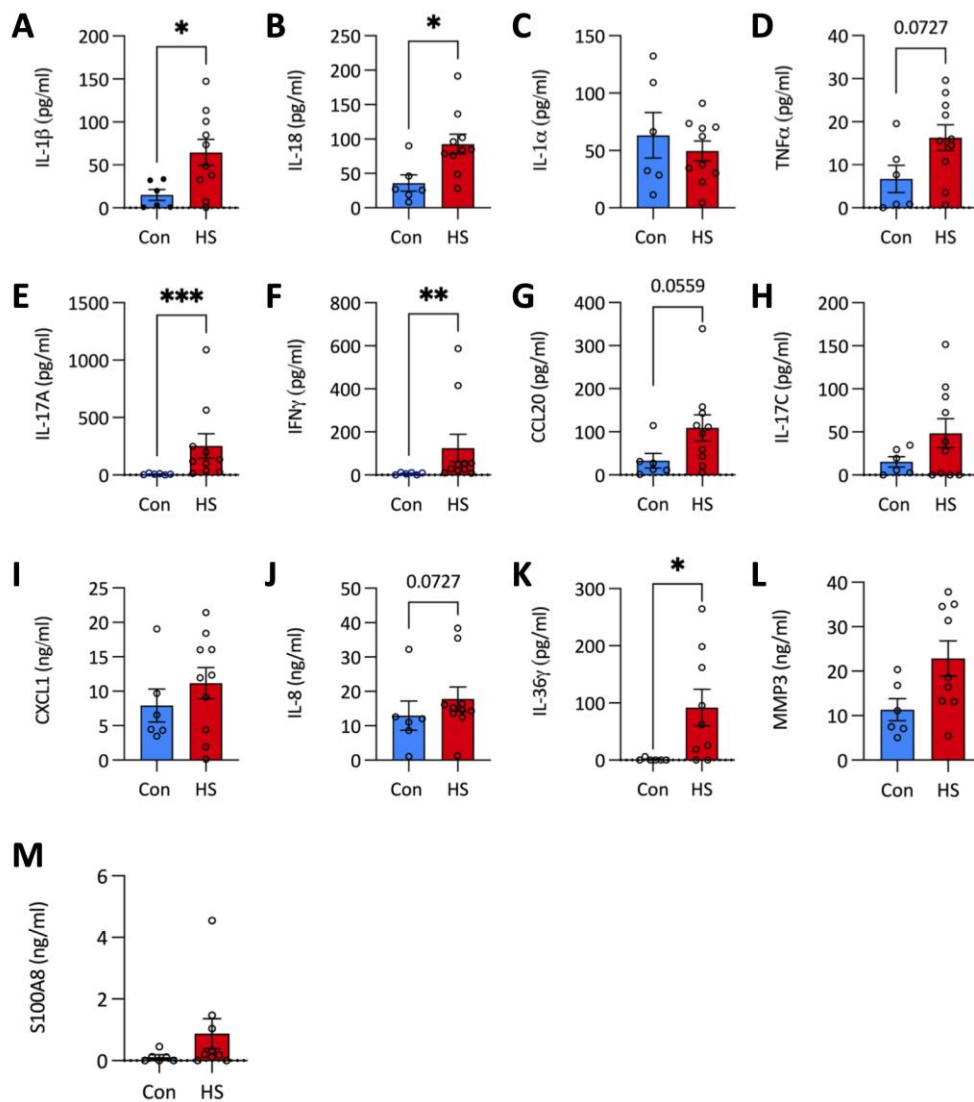 A
IL-1β (pg/ml)
200
150
100
50
0
*
Con
HS
B
IL-18 (pg/ml)
250
200
150
100
50
0
*
Con
HS
C
IL-1α (pg/ml)
150
100
50
0
Con
HS
D
TNFα (pg/ml)
40
30
20
10
0
0.0727
Con
HS
E
IL-17A (pg/ml)
1500
1000
500
0
***
Con
HS
F
IFNγ (pg/ml)
800
600
400
200
0
**
Con
HS
G
CCL20 (pg/ml)
400
300
200
100
0
0.0559
Con
HS
H
IL-17C (pg/ml)
200
150
100
50
0
Con
HS
I
CXCL1 (ng/ml)
25
20
15
10
5
0
Con
HS
J
IL-8 (ng/ml)
50
40
30
20
10
0
0.0727
Con
HS
K
IL-36γ (pg/ml)
300
200
100
0
*
Con
HS
L
MMP3 (ng/ml)
40
30
20
10
0
Con
HS
M
S100A8 (ng/ml)
6
4
2
0
Con
HS